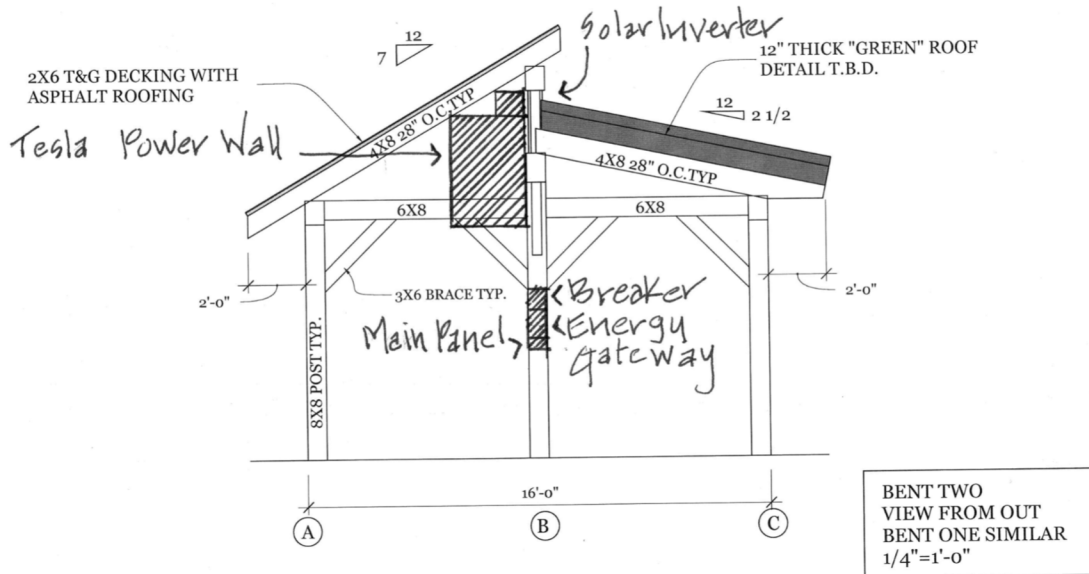 Solar Inverter
12
7
12" THICK "GREEN" ROOF
DETAIL T.B.D.
2X6 T&G DECKING WITH
ASPHALT ROOFING
4X8 28" O.C.TYP
12
2 1/2
Tesla Power Wall
4X8 28" O.C.TYP
6X8
6X8
2'-0"
3X6 BRACE TYP.
2'-0"
Breaker
Main Panel
Energy
Gateway
8X8 POST TYP.
16'-0"
A
B
C
BENT TWO
VIEW FROM OUT
BENT ONE SIMILAR
1/4"=1'-0"